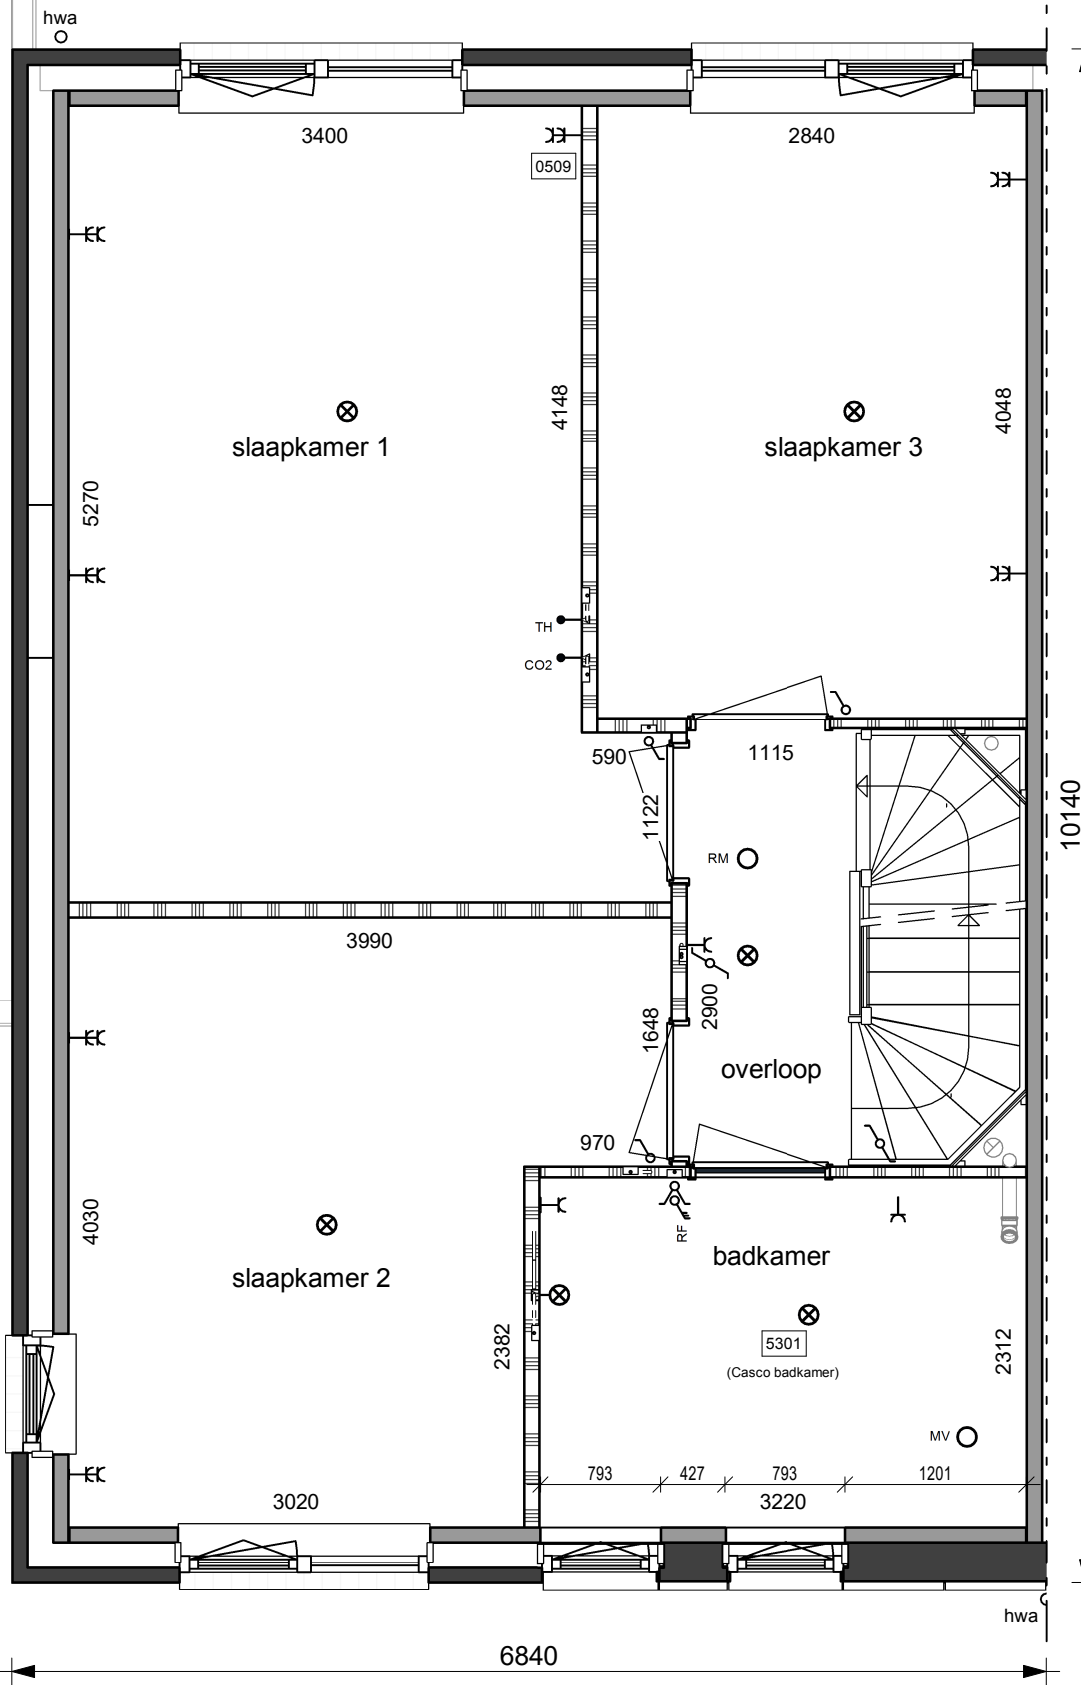 hwa
3400
2840
0509
4148
4048
slaapkamer 1
slaapkamer 3
5270
TH
CO2
590
1115
1122
10140
RM
3990
2900
1648
overloop
970
4030
RF
badkamer
slaapkamer 2
2382
5301
2312
(Casco badkamer)
MV
793
427
793
1201
3020
3220
hwa
6840